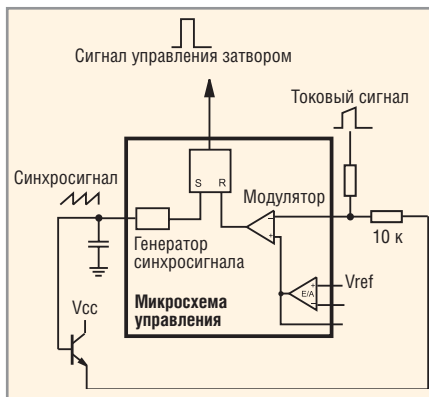 Сигнал управления затвором
Токовый сигнал
Синхросигнал
S R
Модулятор
Генератор
синхросигнала
10 к
Vref
E/A
+
–
+
–
Vcc
Микросхема
управления